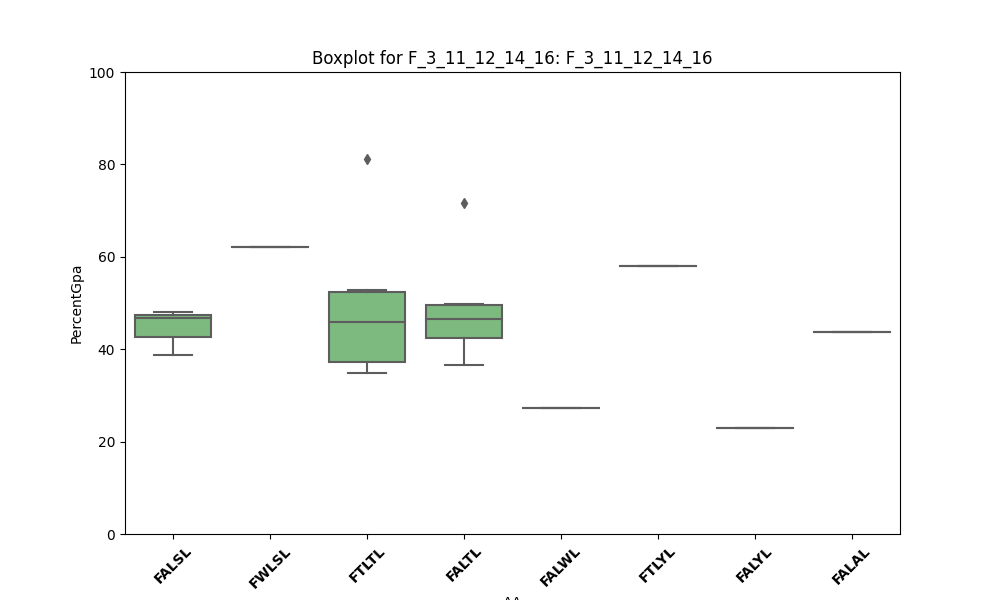 Boxplot for F_3_11_12_14_16: F_3_11_12_14_16
100
80
60
40
20
0
PercentGpa
FALSL
FWLSL
FTLTL
FALTL
FALWL
FTLYL
FALYL
FALAL